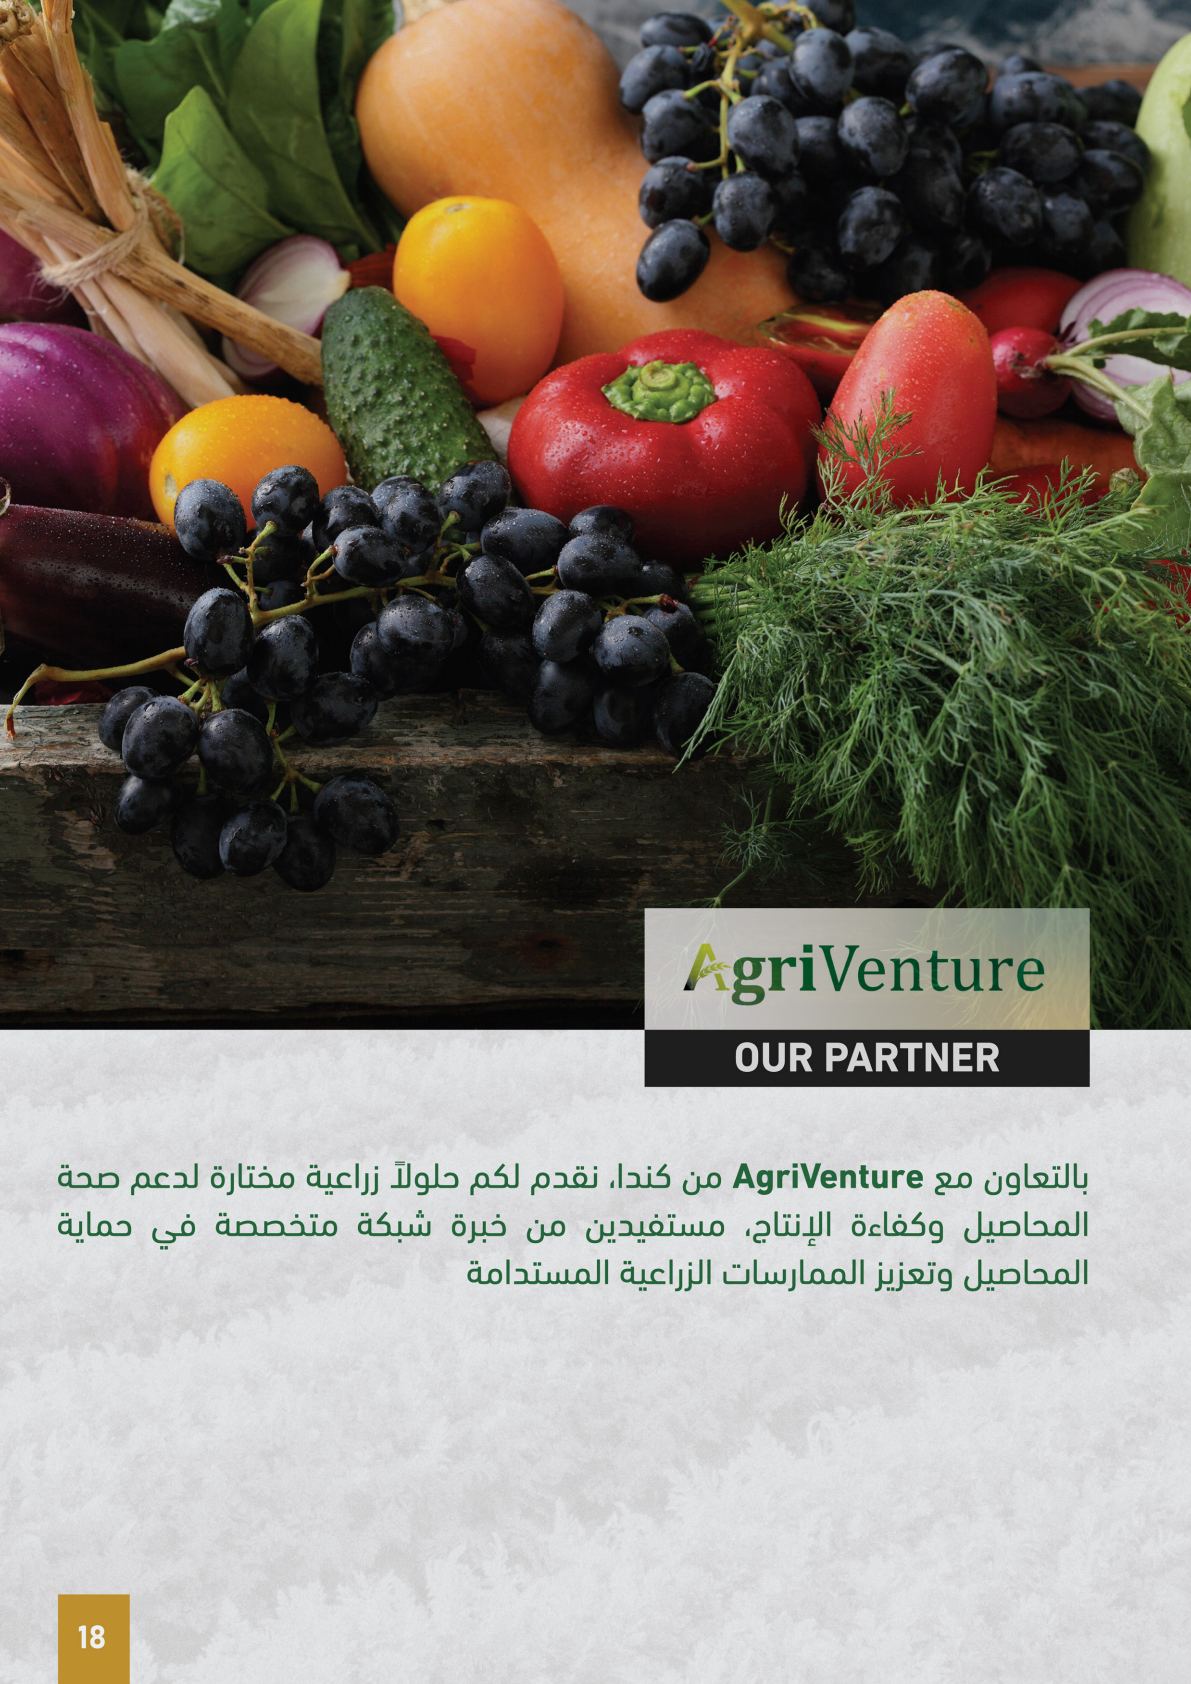 AgriVenture
OUR PARTNER
بالتعاون مع AgriVenture من كندا، نقدم لكم حلولاً زراعية مختارة لدعم صحة
المحاصيل وكفاءة الإنتاج، مستفيدين من خبرة شبكة متخصصة في حماية
المحاصيل وتعزيز الممارسات الزراعية المستدامة
18